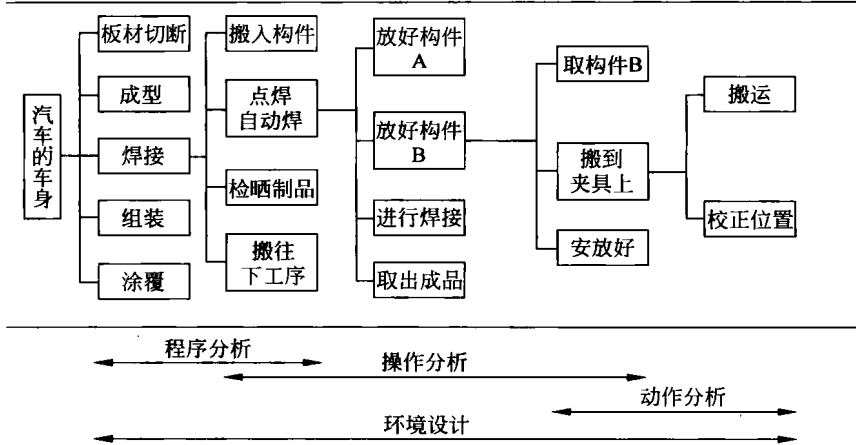 汽车的车身
板材切断
成型
焊接
组装
涂覆
搬入构件
点焊
自动焊
检晒制品
搬往
下工序
放好构件
A
放好构件
B
进行焊接
取出成品
取构件B
搬到
夹具上
安放好
搬运
校正位置
程序分析
操作分析
动作分析
环境设计